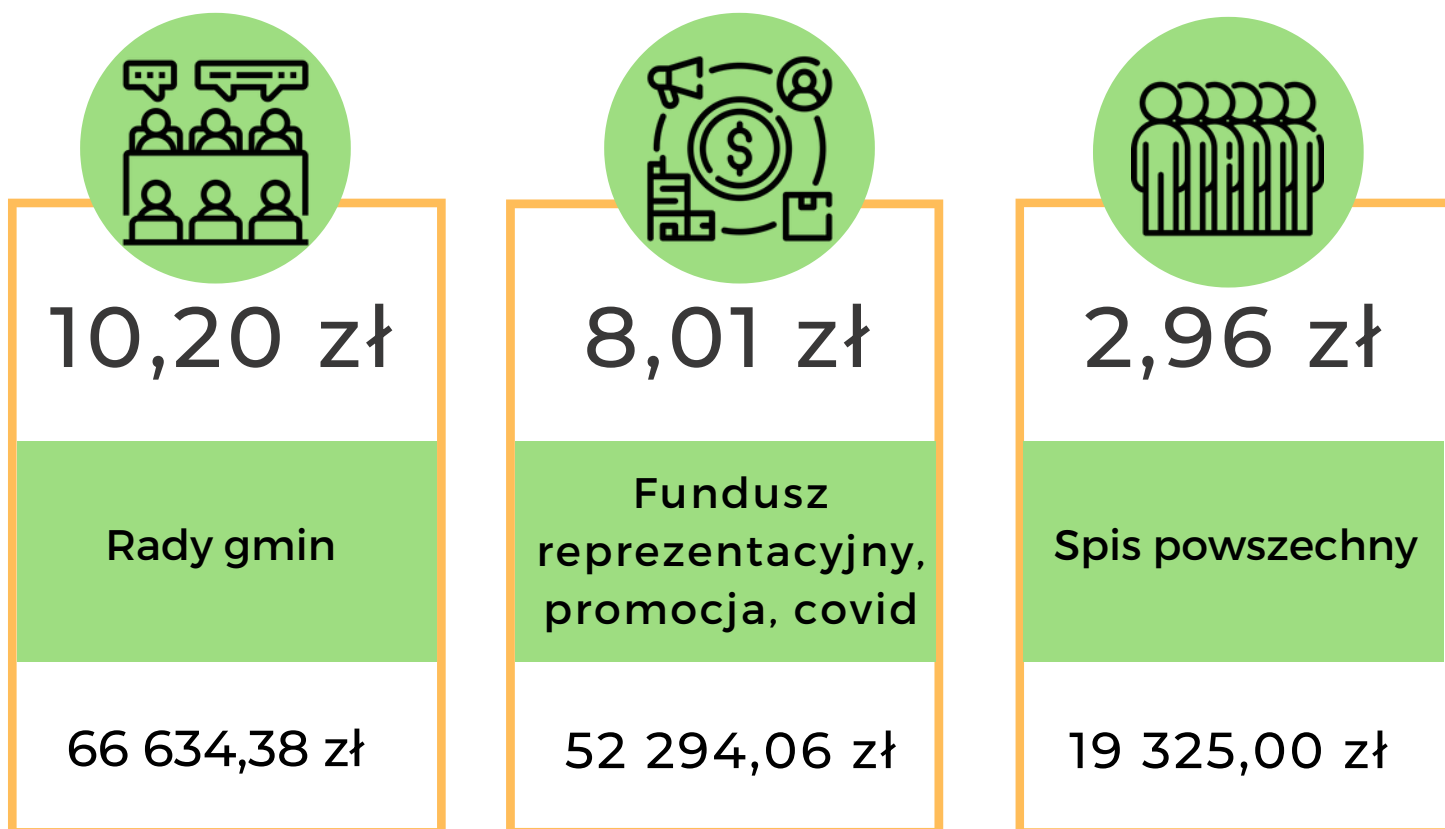 10,20 zł
Rady gmin
66 634,38 zł
8,01 zł
Fundusz
reprezentacyjny,
promocja, covid
52 294,06 zł
2,96 zł
Spis powszechny
19 325,00 zł